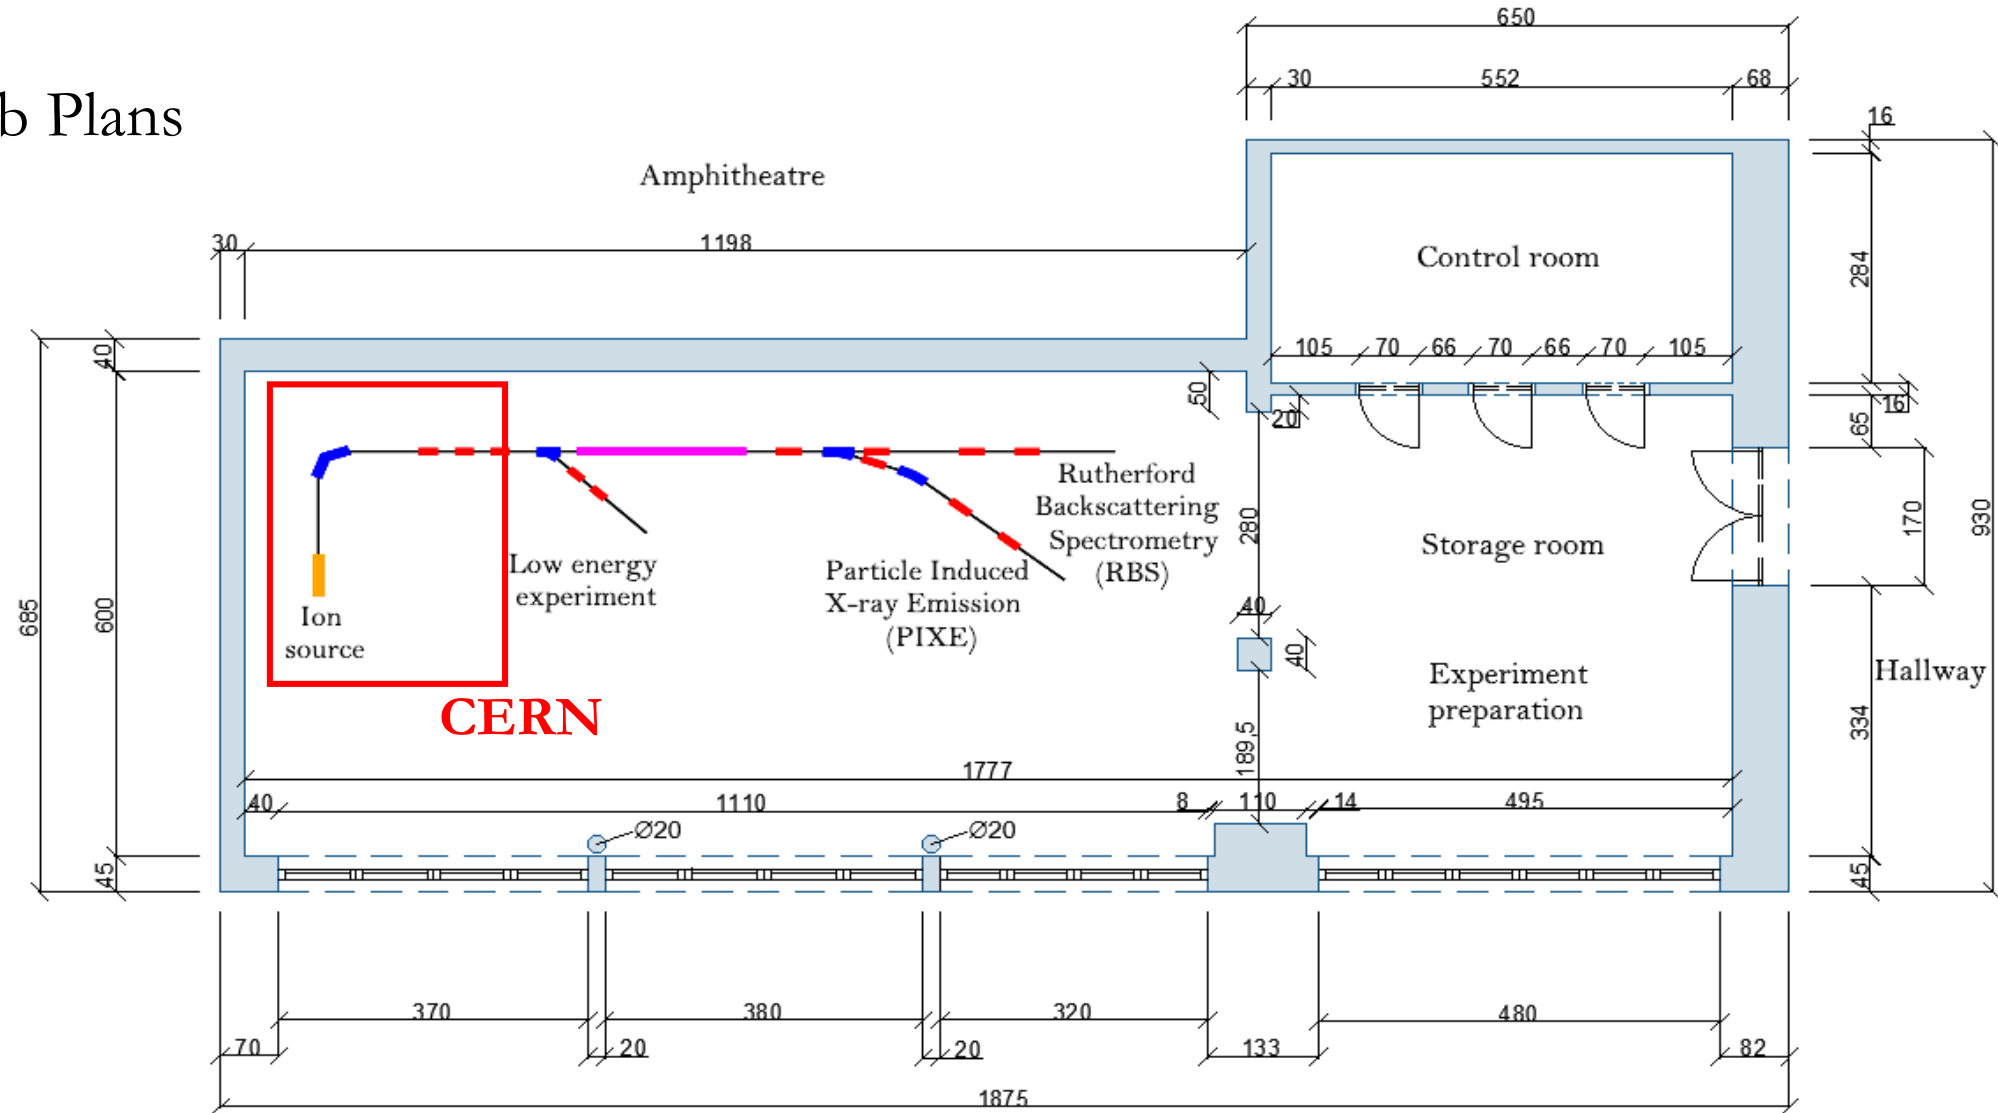 650
30 552 68
b Plans
16
Amphitheatre
30 1198
Control room
284
40
105 70 66 70 66 70 105
50
20
16
65
Rutherford
Backscattering
Spectrometry
(RBS)
280
170
930
Storage room
Low energy
experiment
Particle Induced
X-ray Emission
(PIXE)
685
600
Ion
source
40
40
Experiment
preparation
Hallway
CERN
334
189,5
1777
40 1110 8 110 14 495
Ø20 Ø20
45
45
370 380 320 480
70 20 20 133 82
1875